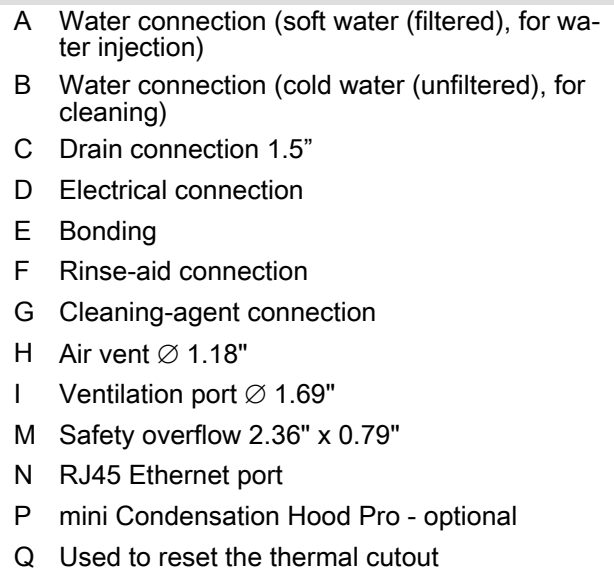 A Water connection (soft water (filtered), for wa-
ter injection)
B Water connection (cold water (unfiltered), for
cleaning)
C Drain connection 1.5”
D Electrical connection
E Bonding
F Rinse-aid connection
G Cleaning-agent connection
H Air vent ∅ 1.18"
I Ventilation port ∅ 1.69"
M Safety overflow 2.36" x 0.79"
N RJ45 Ethernet port
P mini Condensation Hood Pro - optional
Q Used to reset the thermal cutout